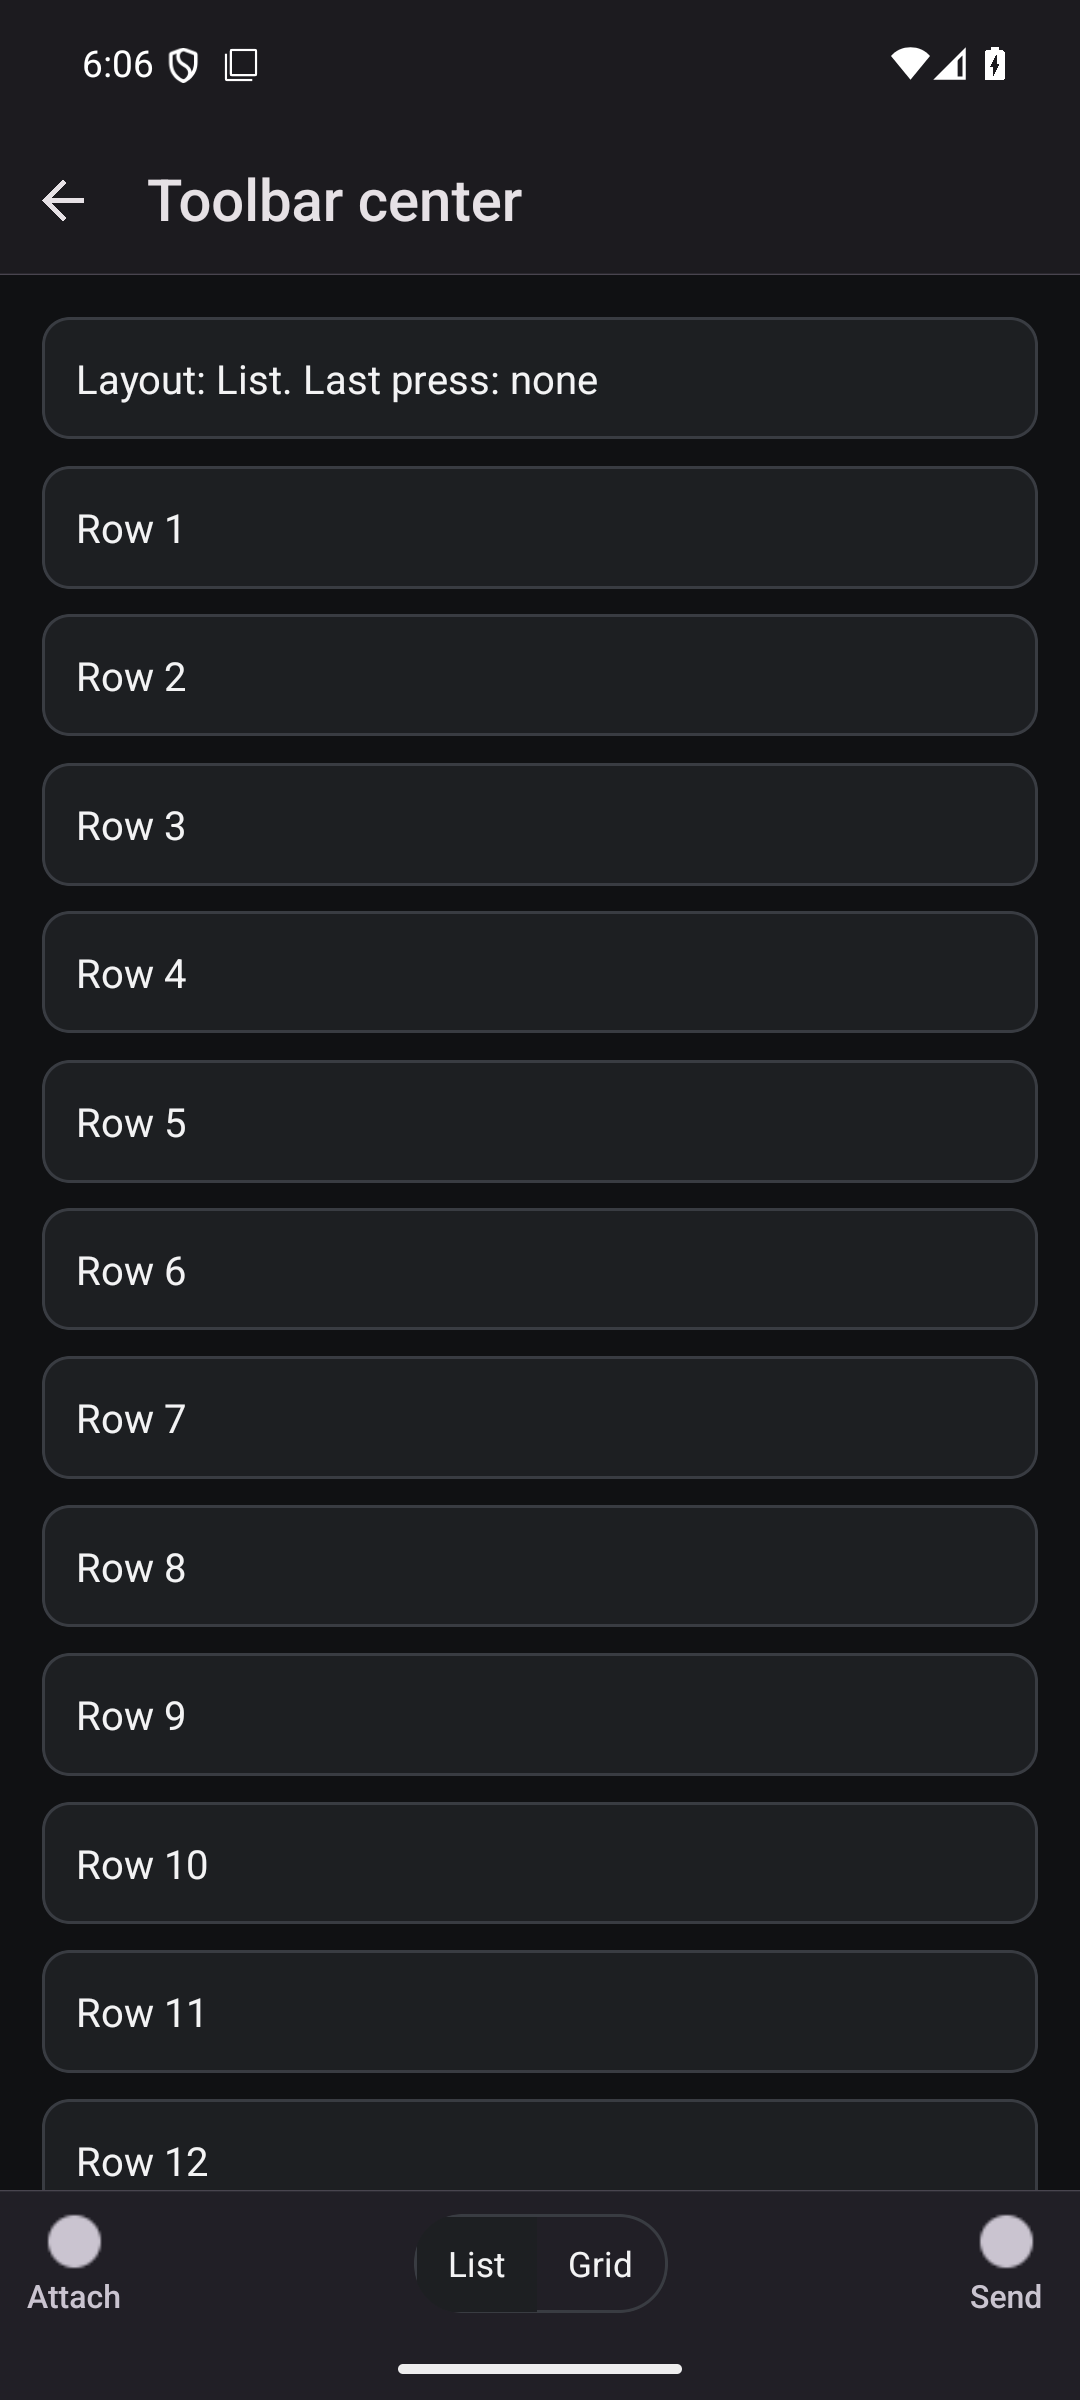 6:06
Toolbar center
Layout: List. Last press: none
Row 1
Row 2
Row 3
Row 4
Row 5
Row 6
Row 7
Row 8
Row 9
Row 10
Row 11
Row 12
Attach
List
Grid
Send